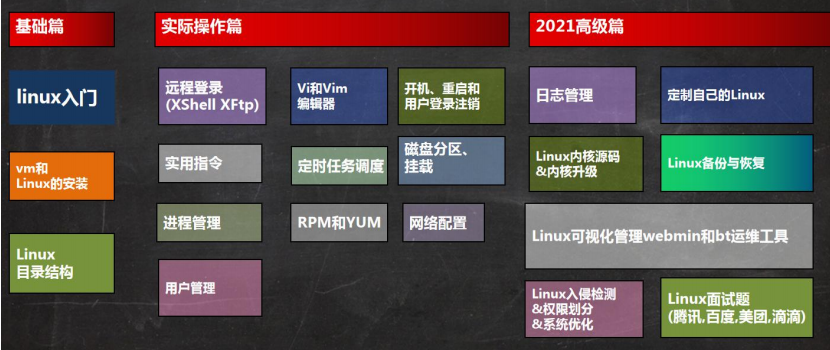 基础篇
实际操作篇
2021高级篇
linux入门
vm和
Linux的安装
Linux
目录结构
远程登录
(XShell XFtp)
Vi和Vim
编辑器
开机、重启和
用户登录注销
实用指令
定时任务调度
磁盘分区、
挂载
进程管理
RPM和YUM
网络配置
用户管理
日志管理
定制自己的Linux
Linux内核源码
&内核升级
Linux备份与恢复
Linux可视化管理webmin和bt运维工具
Linux入侵检测
&权限划分
&系统优化
Linux面试题
(腾讯,百度,美团,滴滴)